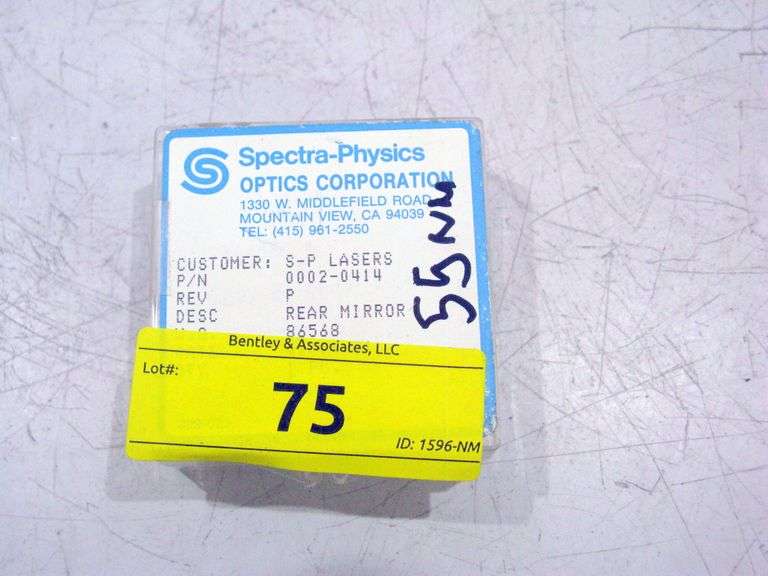 Spectra-Physics
OPTICS CORPORATION
1330 W. MIDDLEFIELD ROAD
MOUNTAIN VIEW, CA 94039
TEL: (415) 961-2550
CUSTOMER: S-P LASERS
P/N 0002-0414
REV P
DESC REAR MIRROR
86568
55 NM
Bentley & Associates, LLC
Lot#:
75
ID: 1596-NM